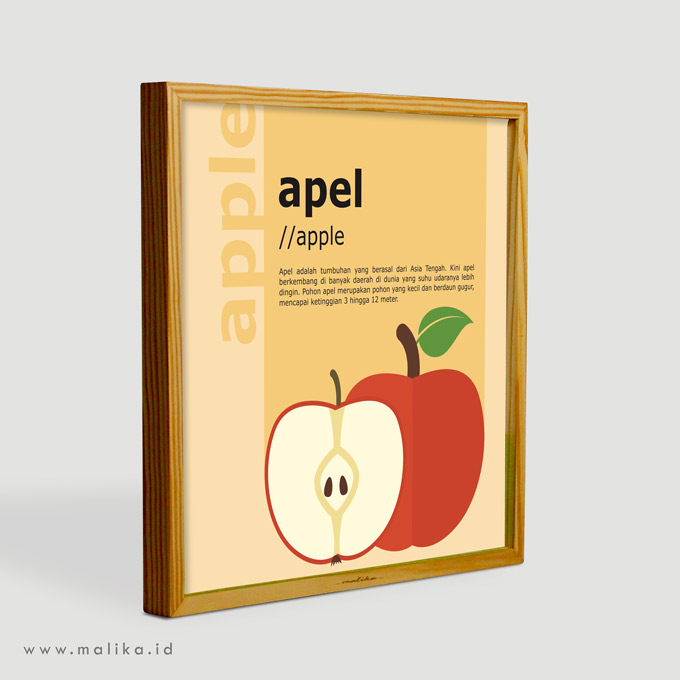 apple
apel
//apple
Apel adalah tumbuhan yang berasal dari Asia Tengah. Kini apel
berkembang di banyak daerah di dunia yang suhu udaranya lebih
dingin. Pohon apel merupakan pohon yang kecil dan berdaun gugur,
mencapai ketinggian 3 hingga 12 meter.
malika
www.malika.id